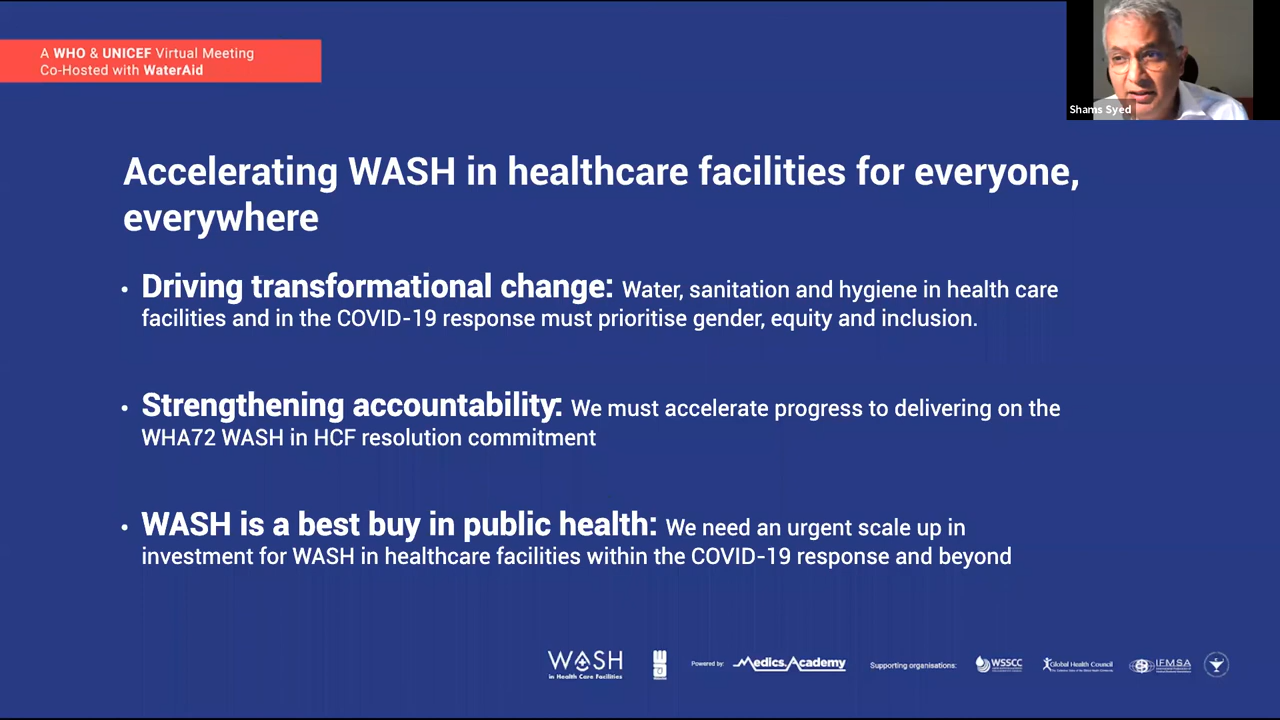 A WHO & UNICEF Virtual Meeting
Co-Hosted with WaterAid
Shams Syed
Accelerating WASH in healthcare facilities for everyone,
everywhere
• Driving transformational change: Water, sanitation and hygiene in health care
facilities and in the COVID-19 response must prioritise gender, equity and inclusion.
• Strengthening accountability: We must accelerate progress to delivering on the
WHA72 WASH in HCF resolution commitment
• WASH is a best buy in public health: We need an urgent scale up in
investment for WASH in healthcare facilities within the COVID-19 response and beyond
WASH
in Health Care Facilities
Powered by:
Medics.Academy
Supporting organisations:
WSSCC
Global Health Council
IFMSA